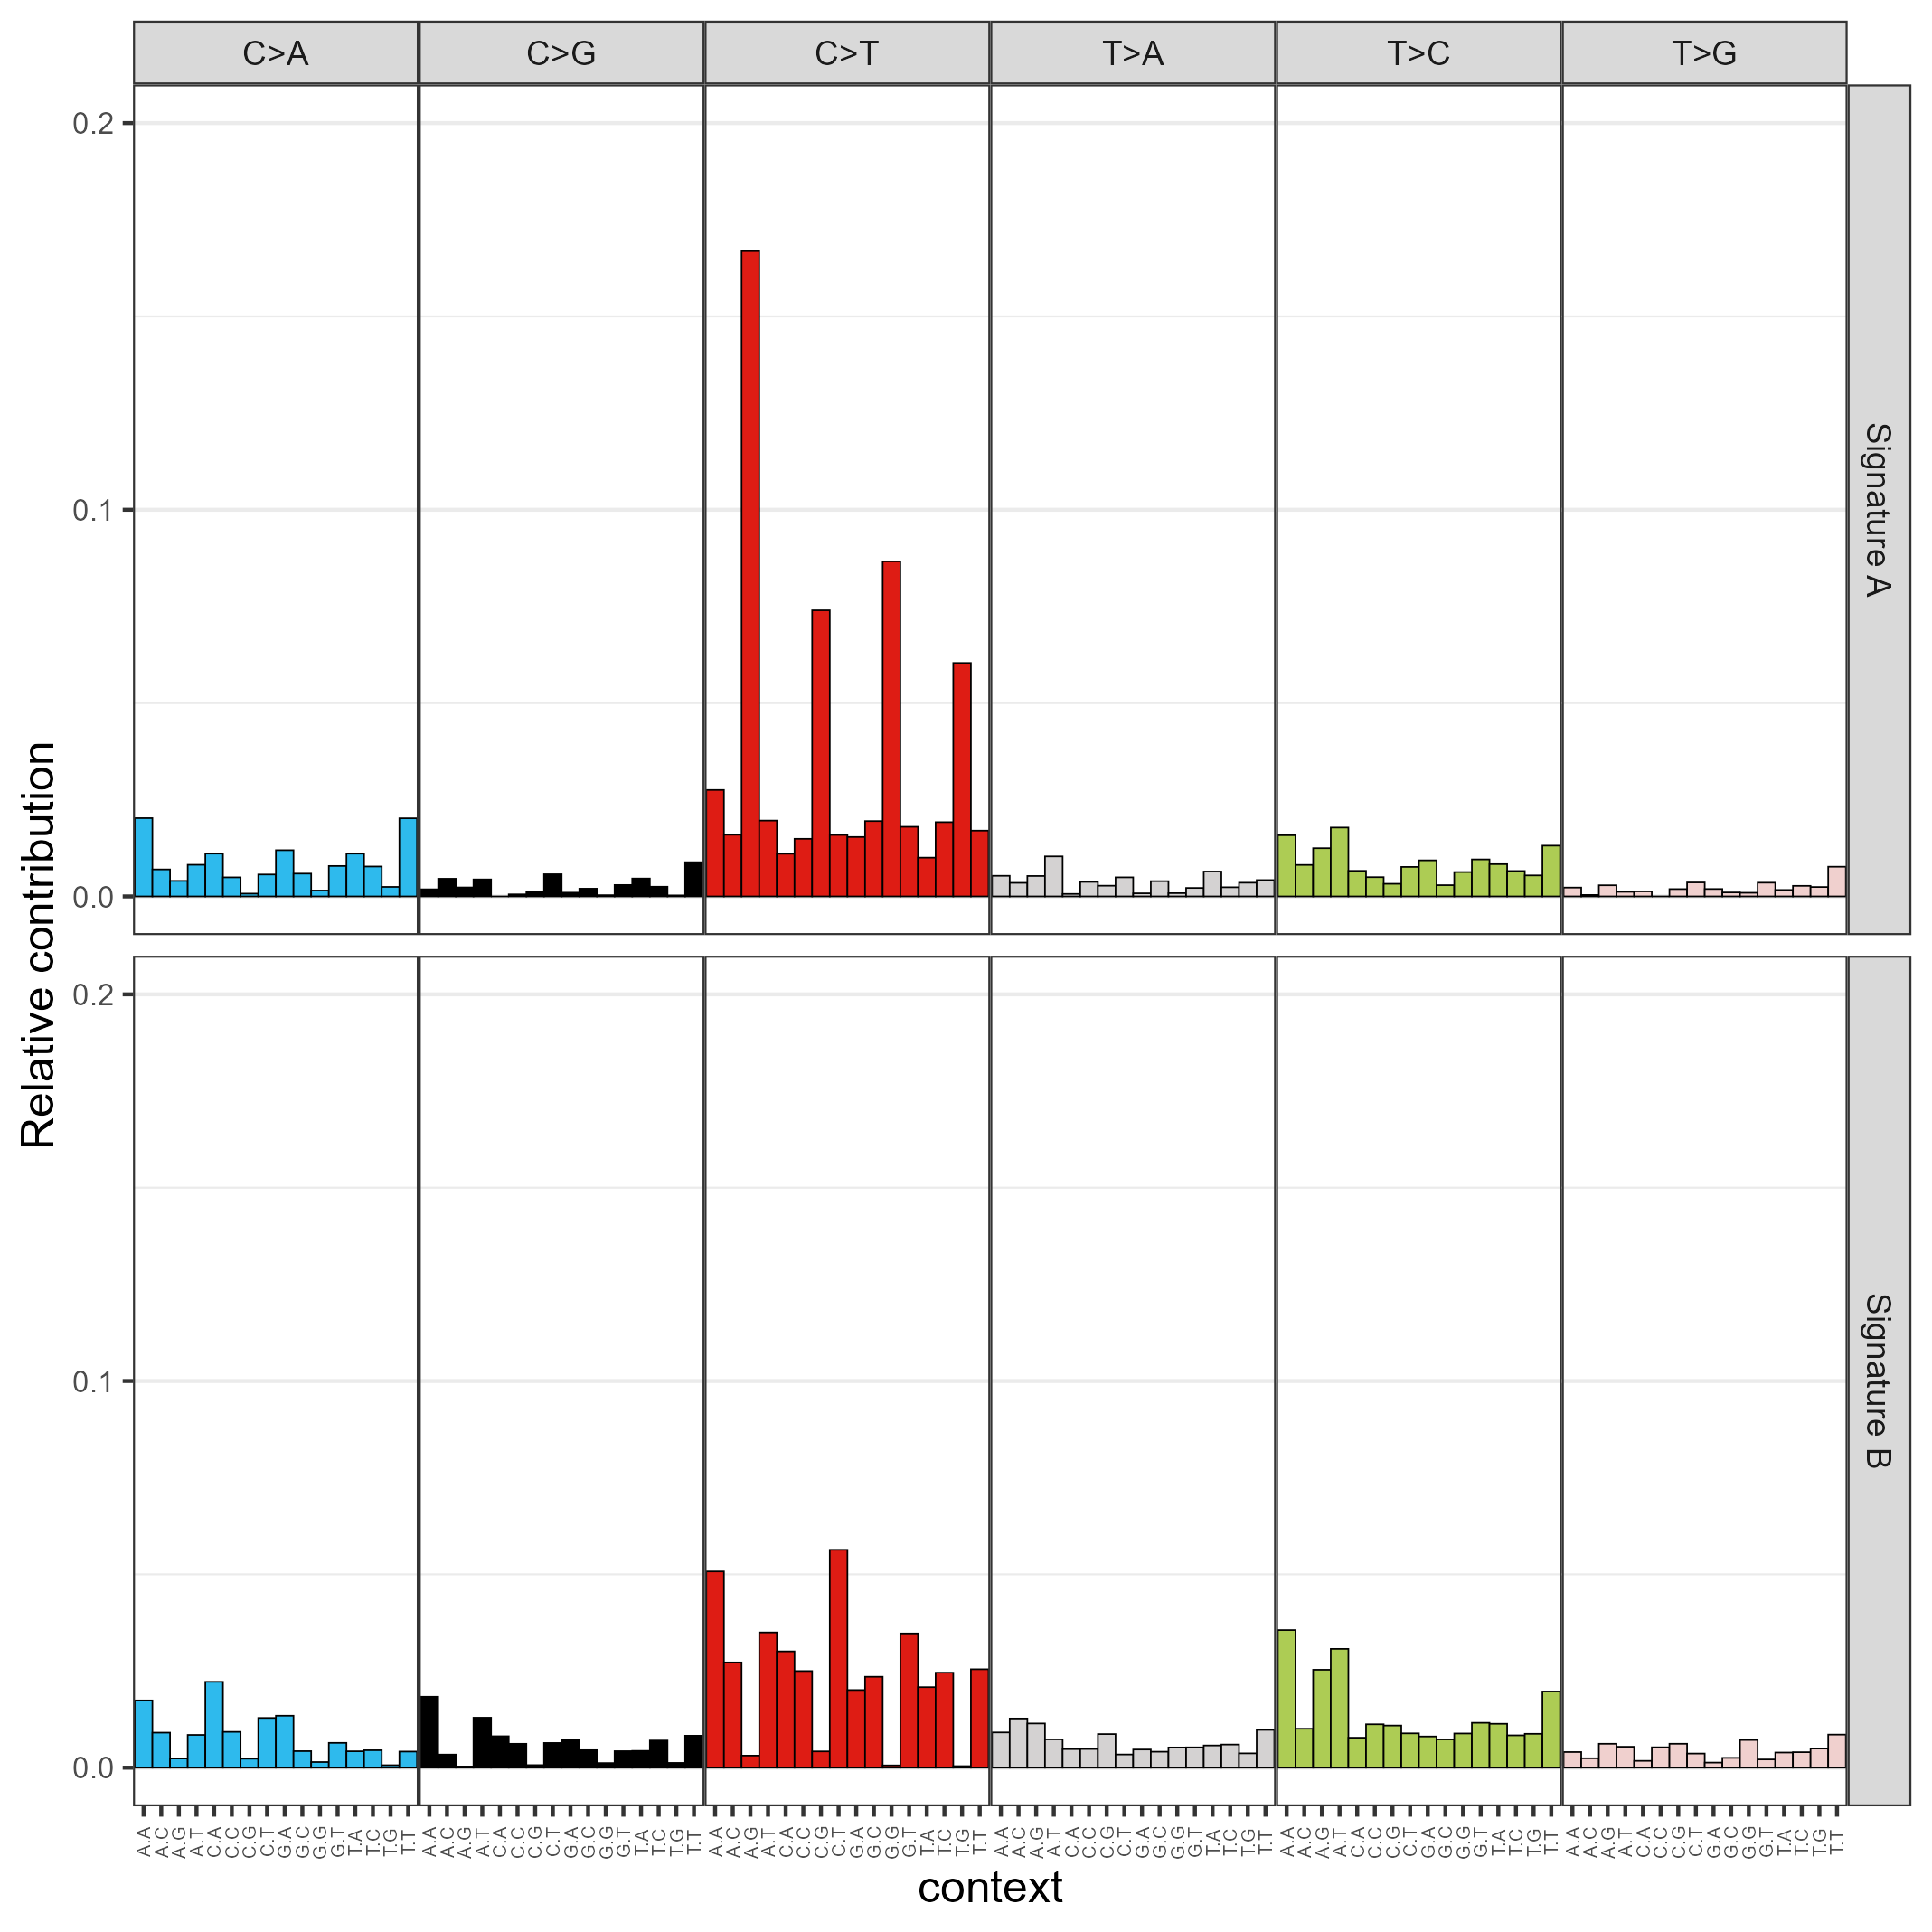 C>A C>G C>T T>A T>C T>G
0.2
0.1
0.0
Signature A
Relative contribution
0.2
0.1
0.0
Signature B
A.A A.C A.G A.T C.A C.C C.G C.T G.A G.C G.G G.T T.A T.C T.G T.T A.A A.C A.G A.T C.A C.C C.G C.T G.A G.C G.G G.T T.A T.C T.G T.T A.A A.C A.G A.T C.A C.C C.G C.T G.A G.C G.G G.T T.A T.C T.G T.T A.A A.C A.G A.T C.A C.C C.G C.T G.A G.C G.G G.T T.A T.C T.G T.T A.A A.C A.G A.T C.A C.C C.G C.T G.A G.C G.G G.T T.A T.C T.G T.T A.A A.C A.G A.T C.A C.C C.G C.T G.A G.C G.G G.T T.A T.C T.G T.T
context